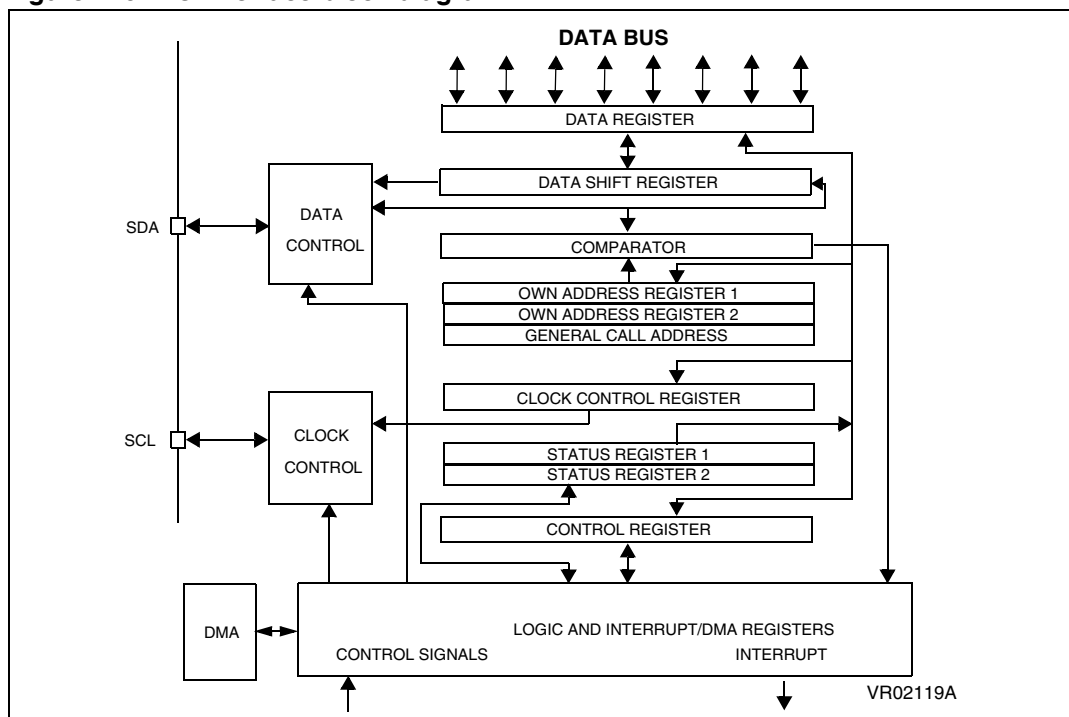 DATA BUS
DATA REGISTER
DATA SHIFT REGISTER
DATA
CONTROL
SDA
COMPARATOR
OWN ADDRESS REGISTER 1
OWN ADDRESS REGISTER 2
GENERAL CALL ADDRESS
CLOCK CONTROL REGISTER
SCL
CLOCK
CONTROL
STATUS REGISTER 1
STATUS REGISTER 2
CONTROL REGISTER
DMA
LOGIC AND INTERRUPT/DMA REGISTERS
CONTROL SIGNALS
INTERRUPT
VR02119A